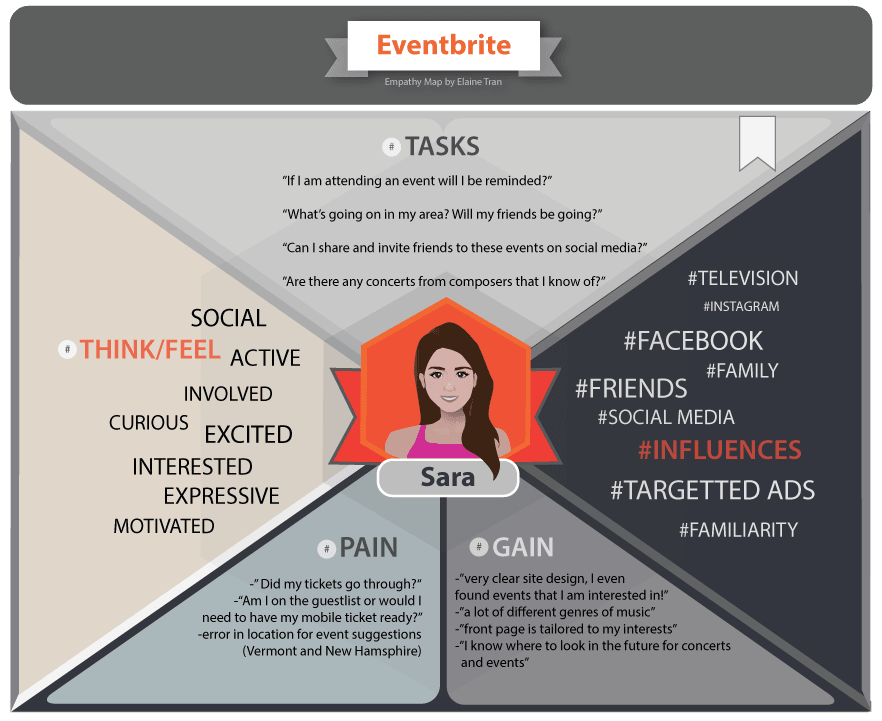 Eventbrite
Empathy Map by Elaine Tran
# TASKS
"If I am attending an event will I be reminded?"
"What's going on in my area? Will my friends be going?"
"Can I share and invite friends to these events on social media?"
"Are there any concerts from composers that I know of?"
SOCIAL
# THINK/FEEL
ACTIVE
INVOLVED
CURIOUS
EXCITED
INTERESTED
EXPRESSIVE
MOTIVATED
#TELEVISION
#INSTAGRAM
#FACEBOOK
#FAMILY
#FRIENDS
#SOCIAL MEDIA
#INFLUENCES
#TARGETTED ADS
#FAMILIARITY
Sara
# PAIN
-"Did my tickets go through?"
-"Am I on the guestlist or would I
need to have my mobile ticket ready?"
-error in location for event suggestions
(Vermont and New Hamsphire)
# GAIN
-"very clear site design, I even
found events that I am interested in!"
-"a lot of different genres of music"
-"front page is tailored to my interests"
-"I know where to look in the future for concerts
and events"